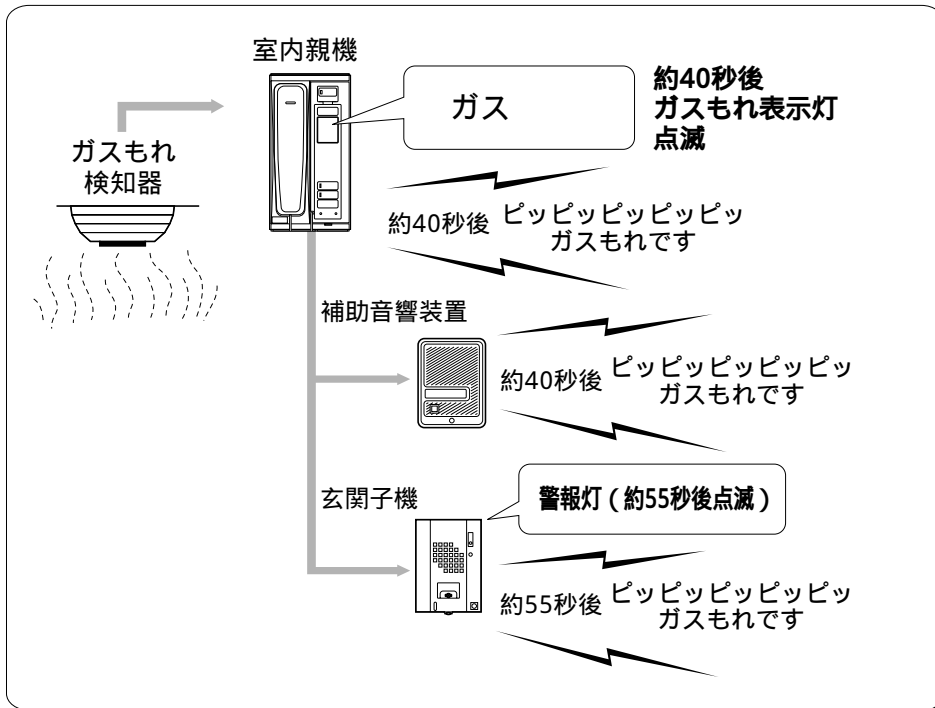 室内親機
ガス
約40秒後
ガスもれ表示灯
点滅
ガスもれ
検知器
約40秒後
ピッピッピッピッピッ
ガスもれです
補助音響装置
約40秒後
ピッピッピッピッピッ
ガスもれです
玄関子機
警報灯（約55秒後点滅）
約55秒後
ピッピッピッピッピッ
ガスもれです